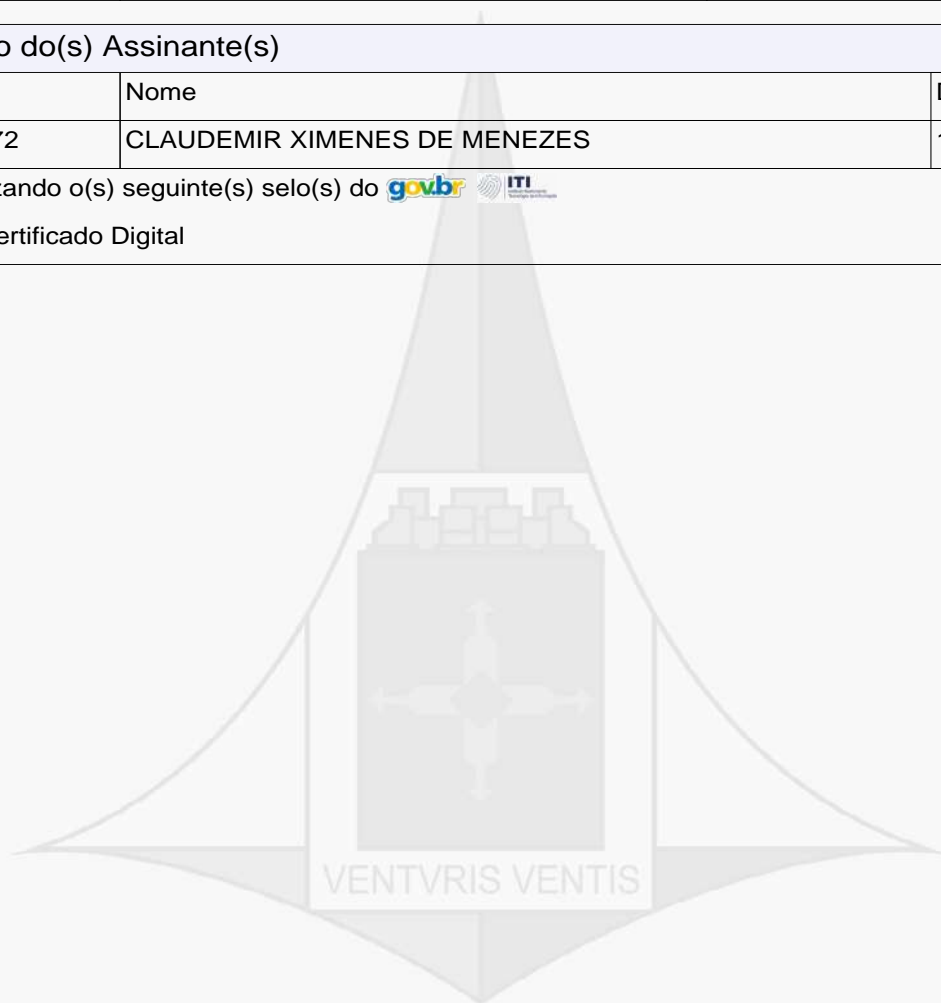 o do(s) Assinante(s)
Nome
72 CLAUDEMIR XIMENES DE MENEZES
tando o(s) seguinte(s) selo(s) do gov.br ITI
ertificado Digital
VENTVRIS VENTIS